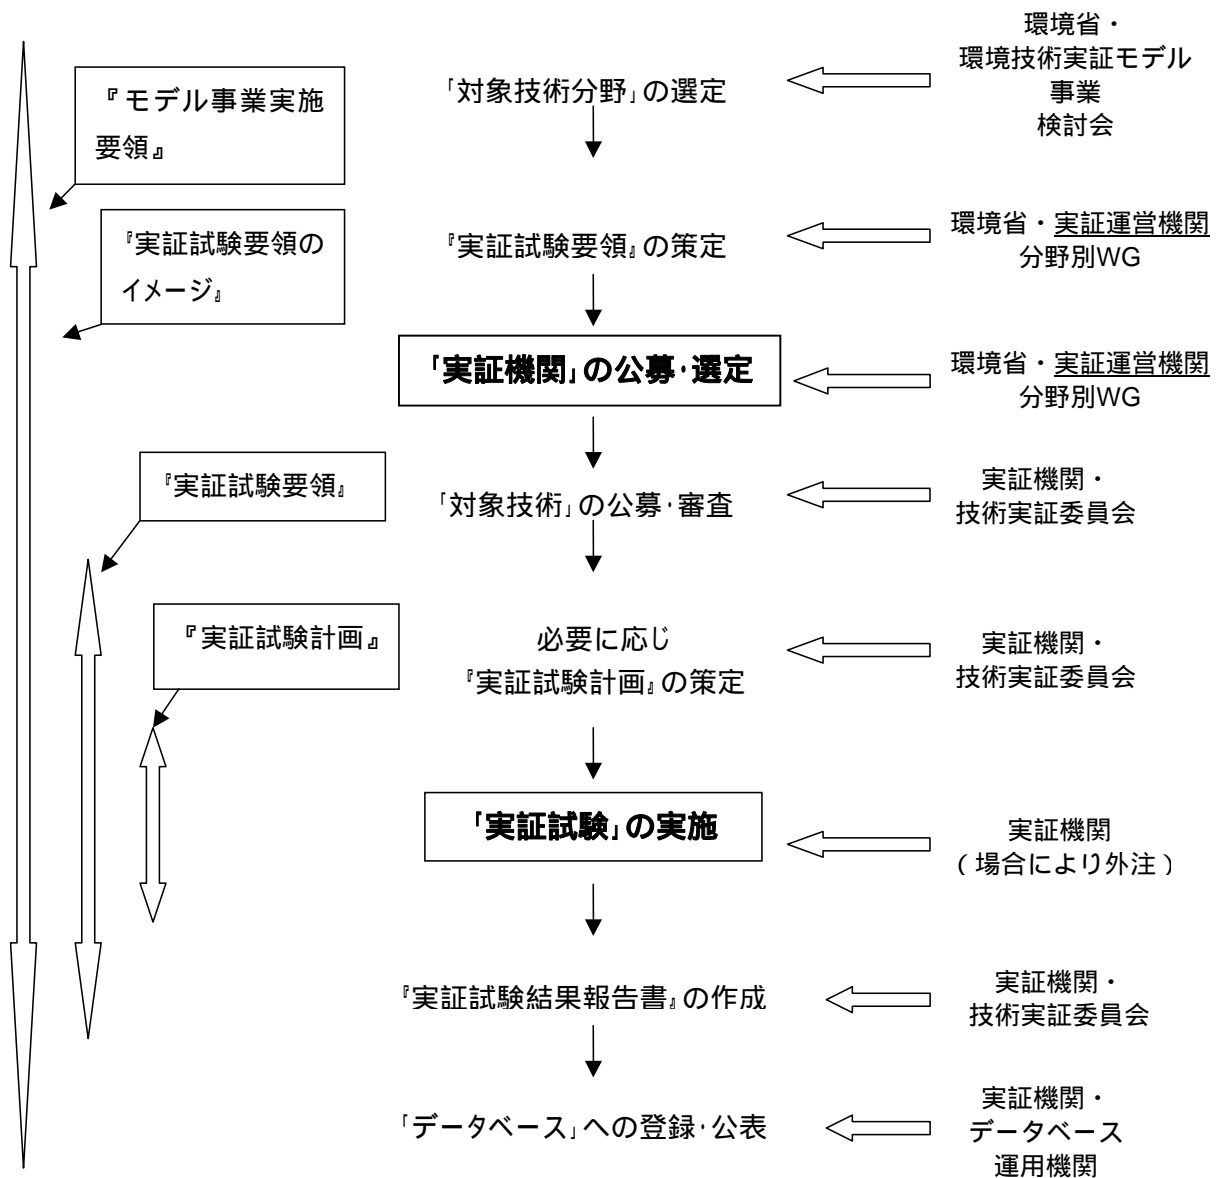 環境省・
環境技術実証モデル
事業
検討会
『モデル事業実施
要領』
「対象技術分野」の選定
『実証試験要領の
イメージ』
『実証試験要領』の策定
環境省・実証運営機関
分野別WG
「実証機関」の公募・選定
環境省・実証運営機関
分野別WG
『実証試験要領』
「対象技術」の公募・審査
実証機関・
技術実証委員会
『実証試験計画』
必要に応じ
『実証試験計画』の策定
実証機関・
技術実証委員会
「実証試験」の実施
実証機関
(場合により外注)
『実証試験結果報告書』の作成
実証機関・
技術実証委員会
「データベース」への登録・公表
実証機関・
データベース
運用機関